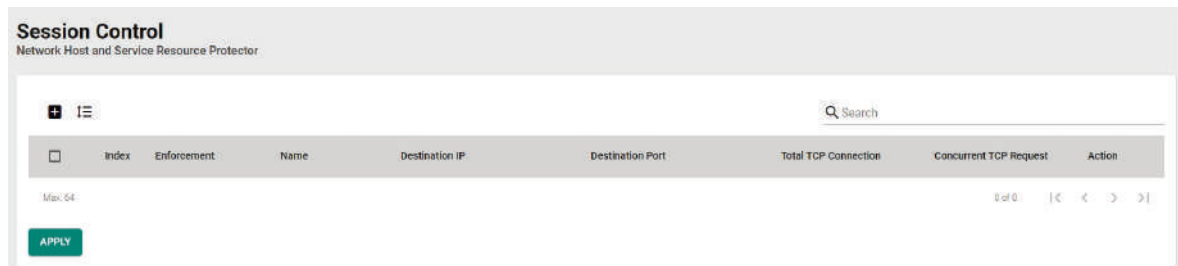 Session Control
Network Host and Service Resource Protector
Search
Index Enforcement Name Destination IP Destination Port Total TCP Connection Concurrent TCP Request Action
Max. 64 0 of 0
APPLY